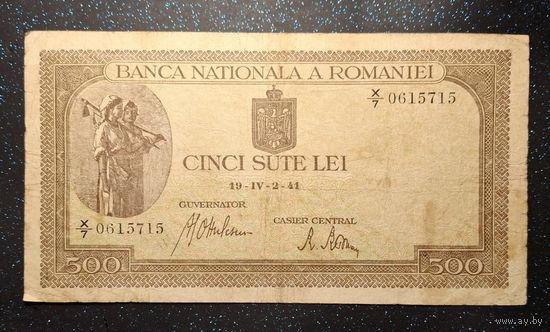 BANCA NATIONALA A ROMANIEI
X/7 0615715
CINCI SUTE LEI
19-IV-2-41
GUVERNATOR
CASIER CENTRAL
X/7 0615715
500
500
www.ay.by